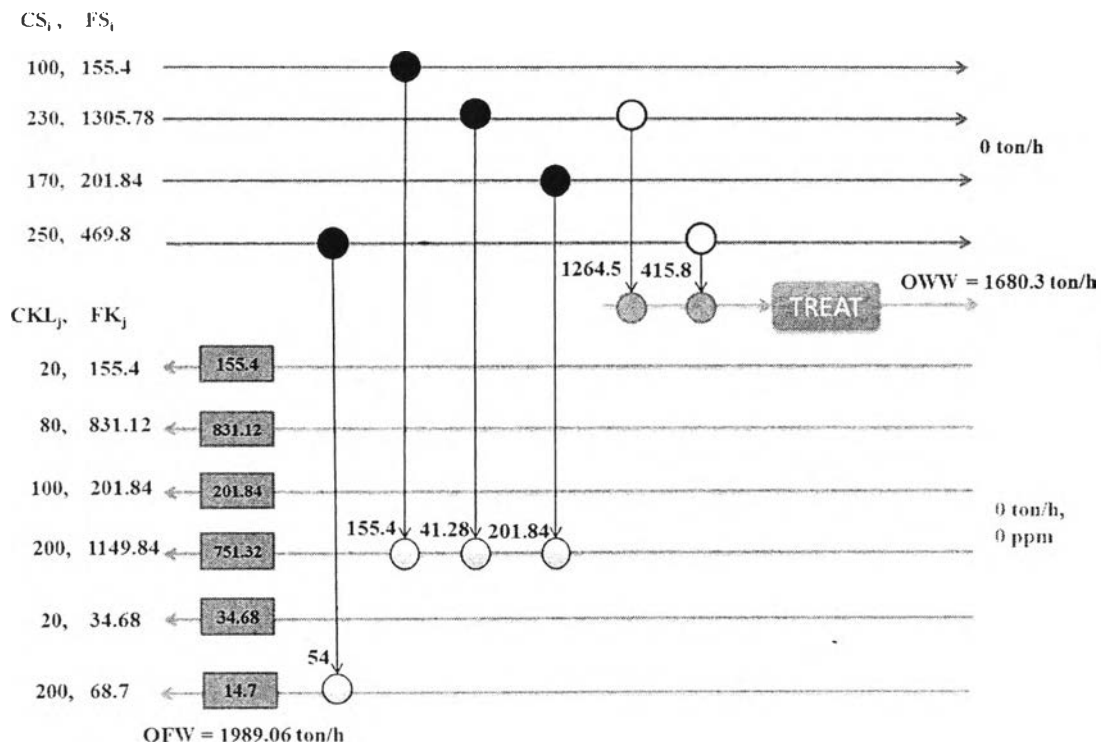 CSᵢ, FSᵢ
100, 155.4
230, 1305.78
0 ton/h
170, 201.84
250, 469.8
1264.5 415.8
OWW = 1680.3 ton/h
TREAT
CKLⱼ, FKⱼ
20, 155.4 155.4
80, 831.12 831.12
100, 201.84 201.84
0 ton/h,
0 ppm
200, 1149.84 751.32 155.4 41.28 201.84
20, 34.68 34.68
54
200, 68.7 14.7
OFW = 1989.06 ton/h